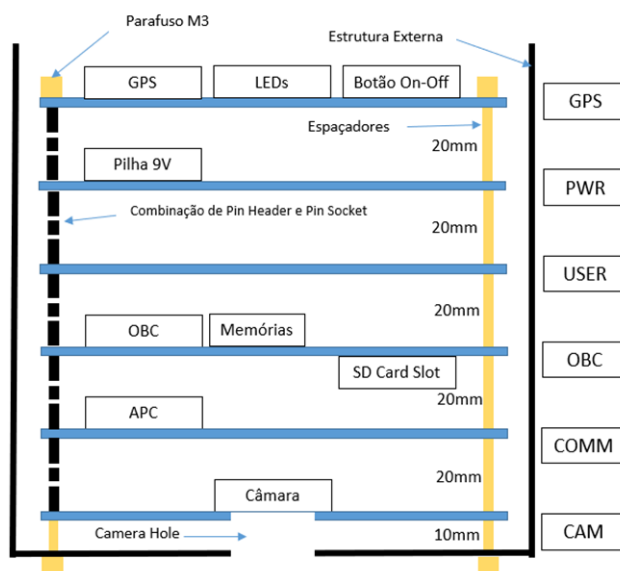 Parafuso M3
Estrutura Externa
GPS
LEDs
Botão On-Off
GPS
Espaçadores
20mm
Pilha 9V
PWR
Combinação de Pin Header e Pin Socket
20mm
USER
20mm
OBC
Memórias
OBC
SD Card Slot
20mm
APC
COMM
20mm
Câmara
Camera Hole
10mm
CAM